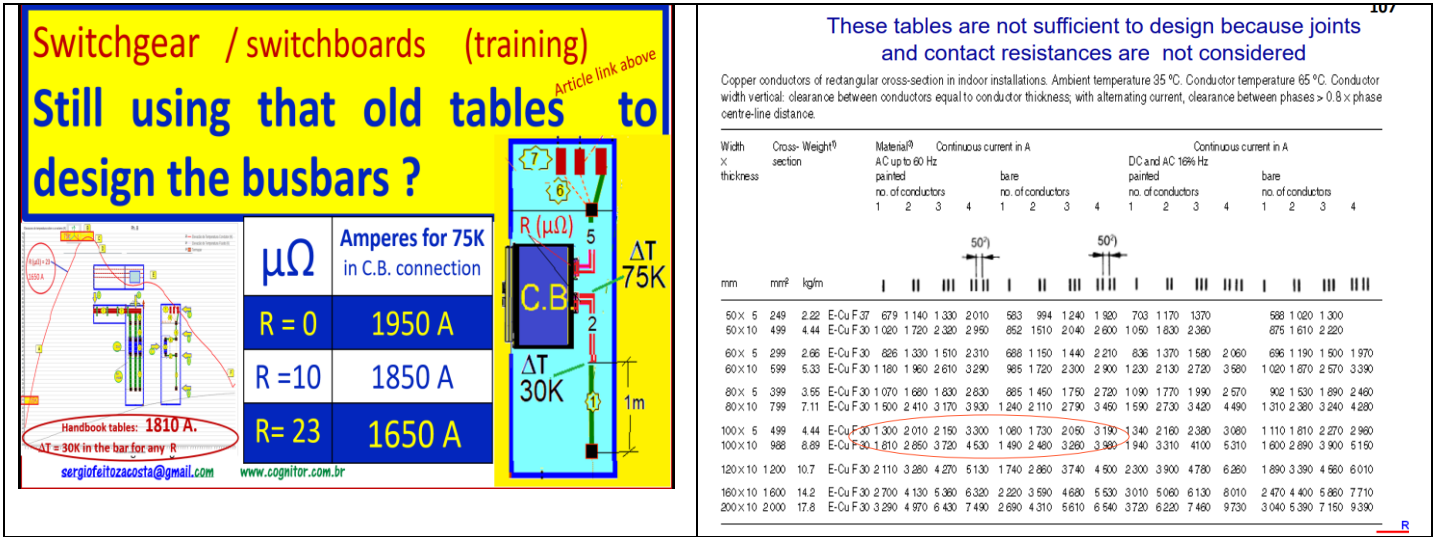 Switchgear / switchboards (training)
Article link above
Still using that old tables to
design the busbars ?
7
6
R (μΩ)
5
ΔT
75K
C.B.
2
ΔT
30K
1
1m
μΩ
Amperes for 75K
in C.B. connection
R = 0 1950 A
R =10 1850 A
R= 23 1650 A
Handbook tables: 1810 A.
ΔT = 30K in the bar for any R
sergiofeitozacosta@gmail.com www.cognitor.com.br
107
These tables are not sufficient to design because joints
and contact resistances are not considered
Copper conductors of rectangular cross-section in indoor installations. Ambient temperature 35 ºC. Conductor temperature 65 ºC. Conductor
width vertical: clearance between conductors equal to conductor thickness; with alternating current, clearance between phases > 0.8 × phase
centre-line distance.
Width Cross- Weight1) Material2) Continuous current in A Continuous current in A
× section AC up to 60 Hz DC and AC 16⅔ Hz
thickness painted bare painted bare
no. of conductors no. of conductors no. of conductors no. of conductors
1 2 3 4 1 2 3 4 1 2 3 4 1 2 3 4
50³) 50³)
mm mm² kg/m
50 × 5 249 2.22 E-Cu F 37 679 1 140 1 330 2 010 583 994 1 240 1 920 703 1 170 1370 588 1 020 1 300
50 × 10 499 4.44 E-Cu F 30 1 020 1 720 2 320 2 950 852 1 510 2 040 2 600 1 050 1 830 2 360 875 1 610 2 220
60 × 5 299 2.66 E-Cu F 30 826 1 330 1 510 2 310 688 1 150 1 440 2 210 836 1 370 1 580 2 060 696 1 190 1 500 1 970
60 × 10 599 5.33 E-Cu F 30 1 180 1 960 2 610 3 290 985 1 720 2 300 2 900 1 230 2 130 2 720 3 580 1 020 1 870 2 570 3 390
80 × 5 399 3.55 E-Cu F 30 1 070 1 680 1 830 2 830 885 1 450 1 750 2 720 1 090 1 770 1 990 2 570 902 1 530 1 890 2 460
80 × 10 799 7.11 E-Cu F 30 1 500 2 410 3 170 3 930 1 240 2 110 2 790 3 450 1 590 2 730 3 420 4 490 1 310 2 380 3 240 4 280
100 × 5 499 4.44 E-Cu F 30 1 300 2 010 2 150 3 300 1 080 1 730 2 050 3 190 1 340 2 160 2 380 3 080 1 110 1 810 2 270 2 960
100 × 10 988 8.89 E-Cu F 30 1 810 2 850 3 720 4 530 1 490 2 480 3 260 3 980 1 940 3 310 4 100 5 310 1 600 2 890 3 900 5 150
120 × 10 1 200 10.7 E-Cu F 30 2 110 3 280 4 270 5 130 1 740 2 860 3 740 4 500 2 300 3 900 4 780 6 260 1 890 3 390 4 560 6 010
160 × 10 1 600 14.2 E-Cu F 30 2 700 4 130 5 360 6 320 2 220 3 590 4 680 5 530 3 010 5 060 6 130 8 010 2 470 4 400 5 860 7 710
200 × 10 2 000 17.8 E-Cu F 30 3 290 4 970 6 430 7 490 2 690 4 310 5 610 6 540 3 720 6 220 7 460 9 730 3 040 5 390 7 150 9 390
R